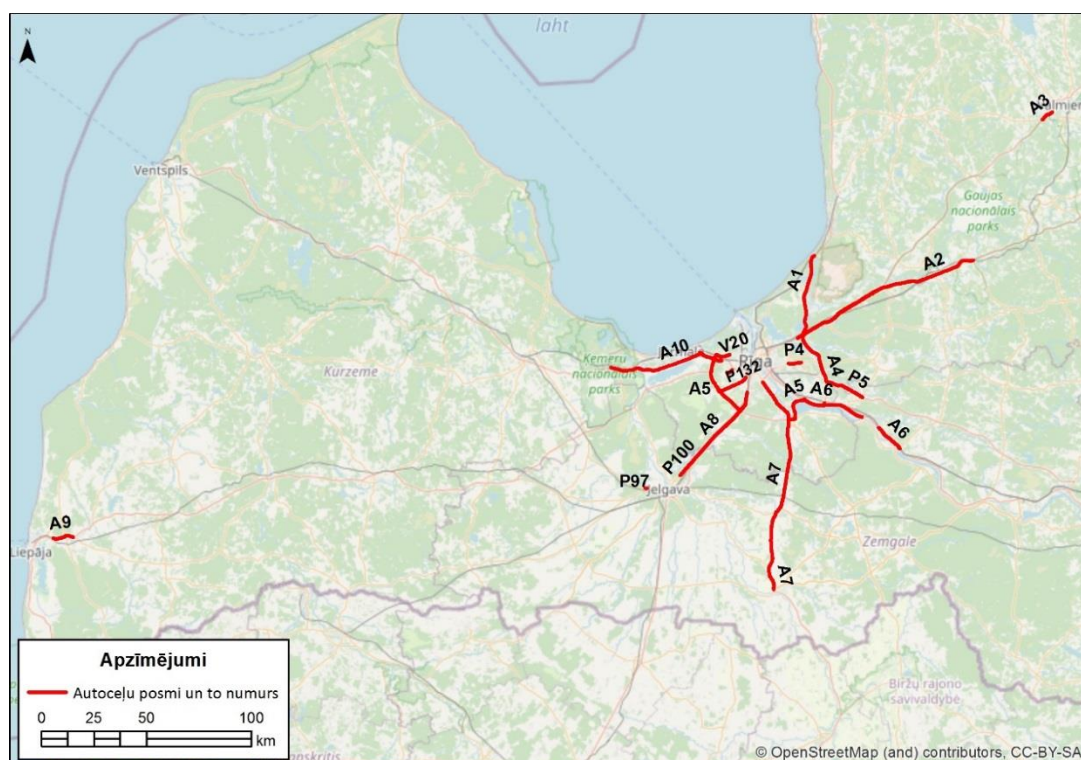 N
laht
A3
Valmier
Ventspils
Gaujas
nacionālais
parks
A2
A1
V20
A10
P4
Rīga
Ķemeru
nacionālais
parks
P132
A4
P5
Kurzeme
A5
A5
A6
A8
A6
P100
A7
P97
Jelgava
A9
Liepāja
Zemgale
A7
Apzīmējumi
Autoceļu posmi un to numurs
0 25 50 100
km
Biržų rajono
savivaldybė
© OpenStreetMap (and) contributors, CC-BY-SA